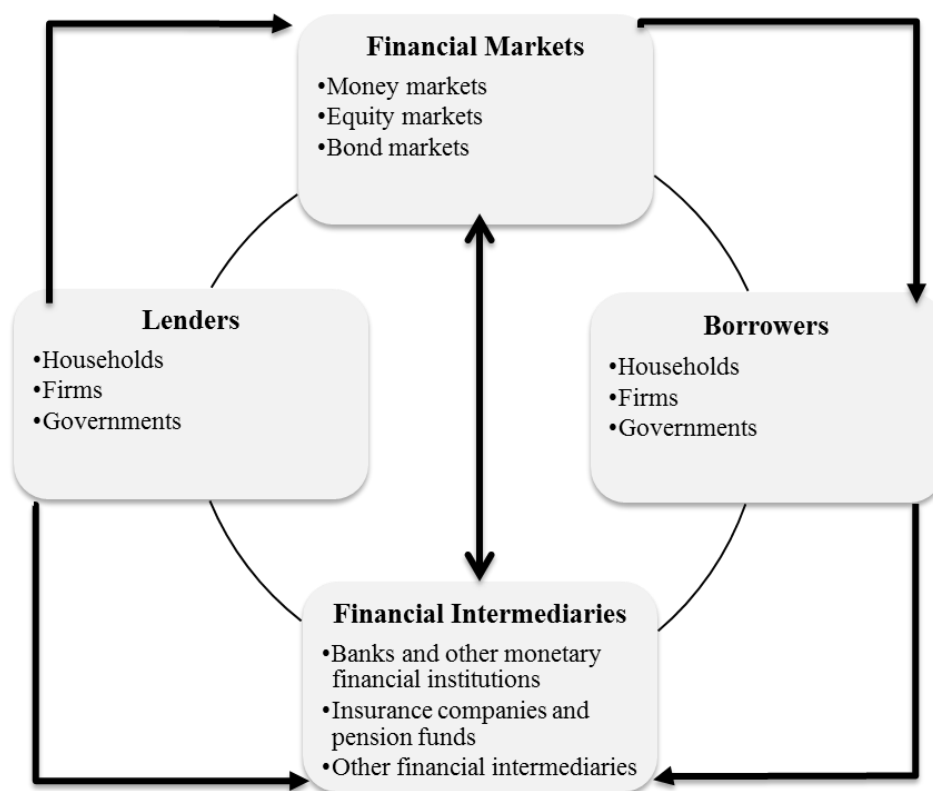 Financial Markets
•Money markets
•Equity markets
•Bond markets
Lenders
•Households
•Firms
•Governments
Borrowers
•Households
•Firms
•Governments
Financial Intermediaries
•Banks and other monetary
financial institutions
•Insurance companies and
pension funds
•Other financial intermediaries